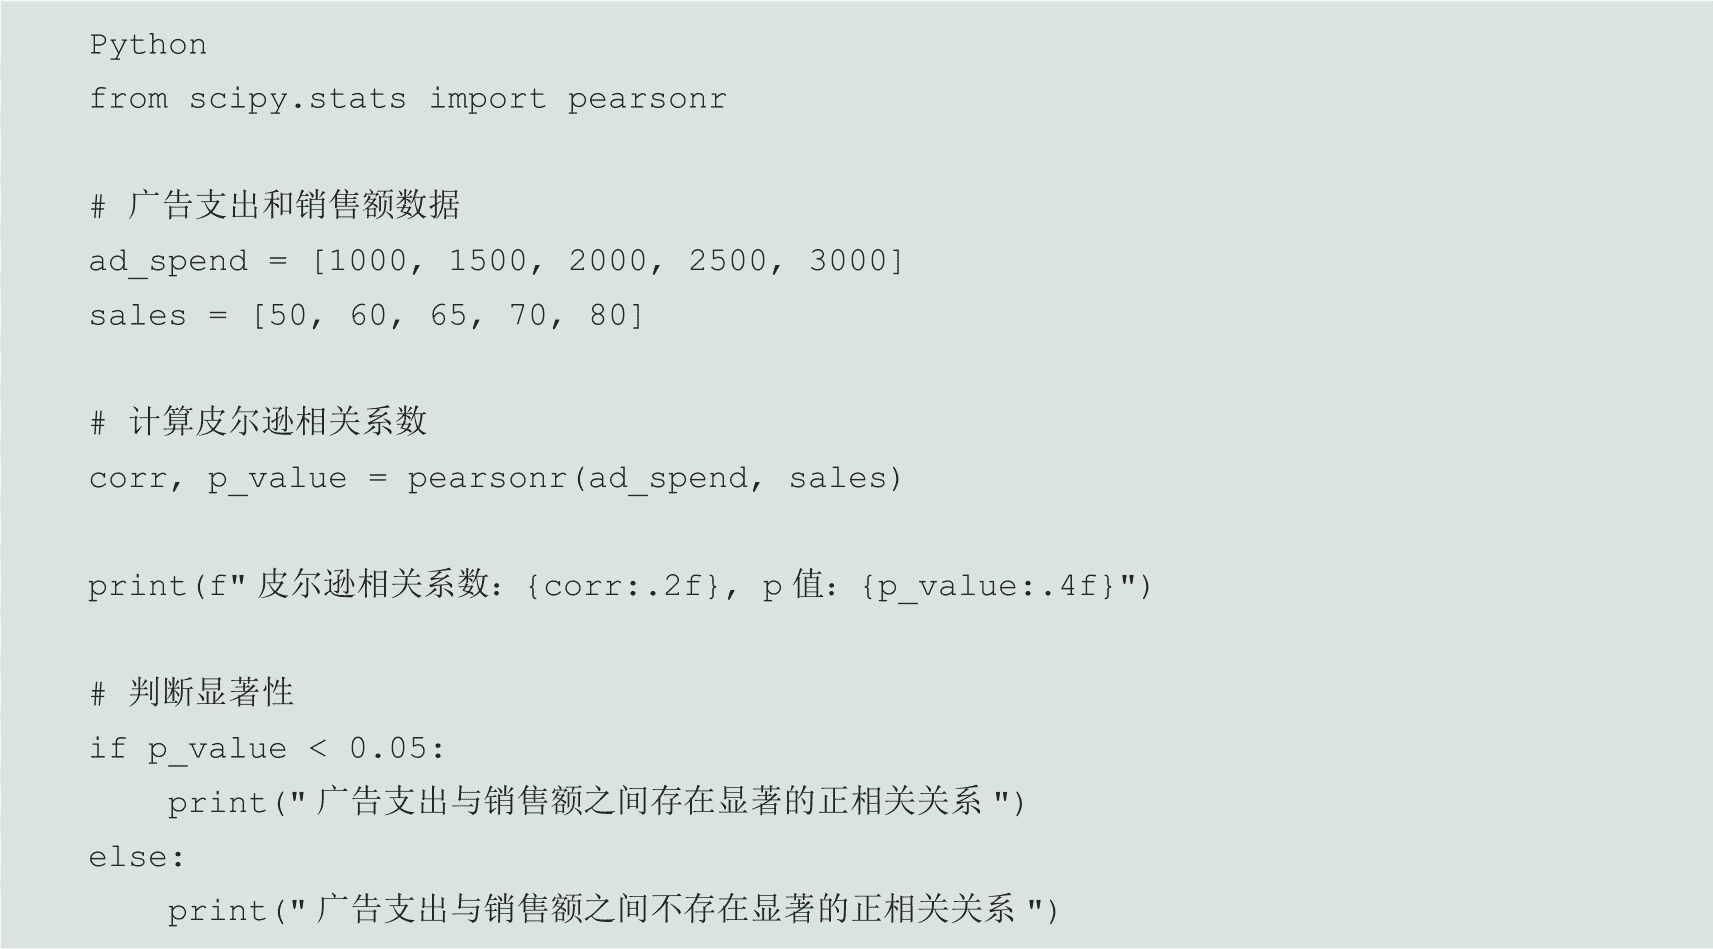 Python
from scipy.stats import pearsonr
# 广告支出和销售额数据
ad_spend = [1000, 1500, 2000, 2500, 3000]
sales = [50, 60, 65, 70, 80]
# 计算皮尔逊相关系数
corr, p_value = pearsonr(ad_spend, sales)
print(f" 皮尔逊相关系数：{corr:.2f}, p 值：{p_value:.4f}")
# 判断显著性
if p_value < 0.05:
    print(" 广告支出与销售额之间存在显著的正相关关系 ")
else:
    print(" 广告支出与销售额之间不存在显著的正相关关系 ")